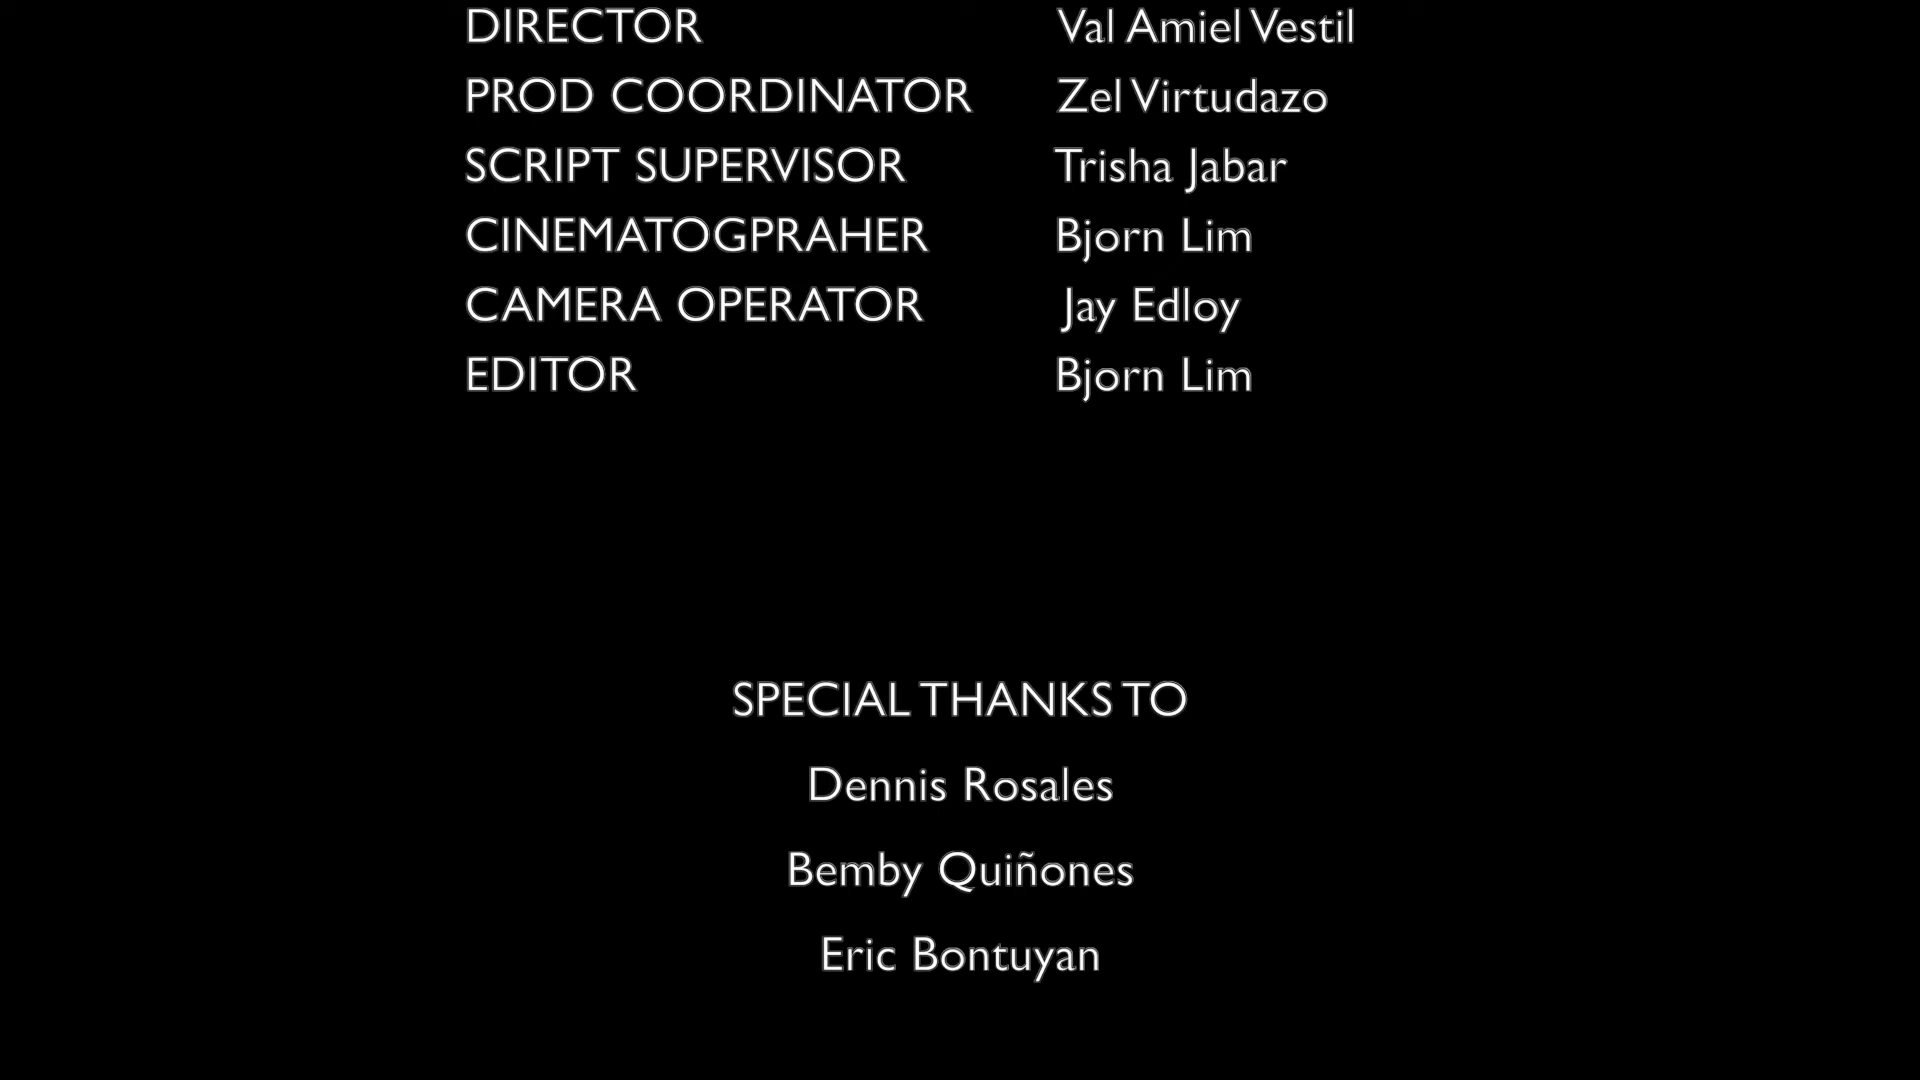 DIRECTOR Val Amiel Vestil
PROD COORDINATOR Zel Virtudazo
SCRIPT SUPERVISOR Trisha Jabar
CINEMATOGPRAHER Bjorn Lim
CAMERA OPERATOR Jay Edloy
EDITOR Bjorn Lim
SPECIAL THANKS TO
Dennis Rosales
Bemby Quiñones
Eric Bontuyan